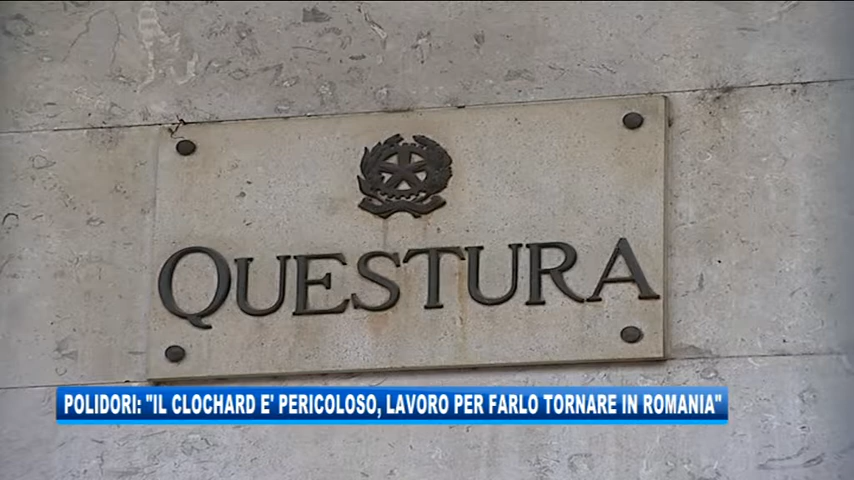 QUESTURA
POLIDORI: "IL CLOCHARD E' PERICOLOSO, LAVORO PER FARLO TORNARE IN ROMANIA"